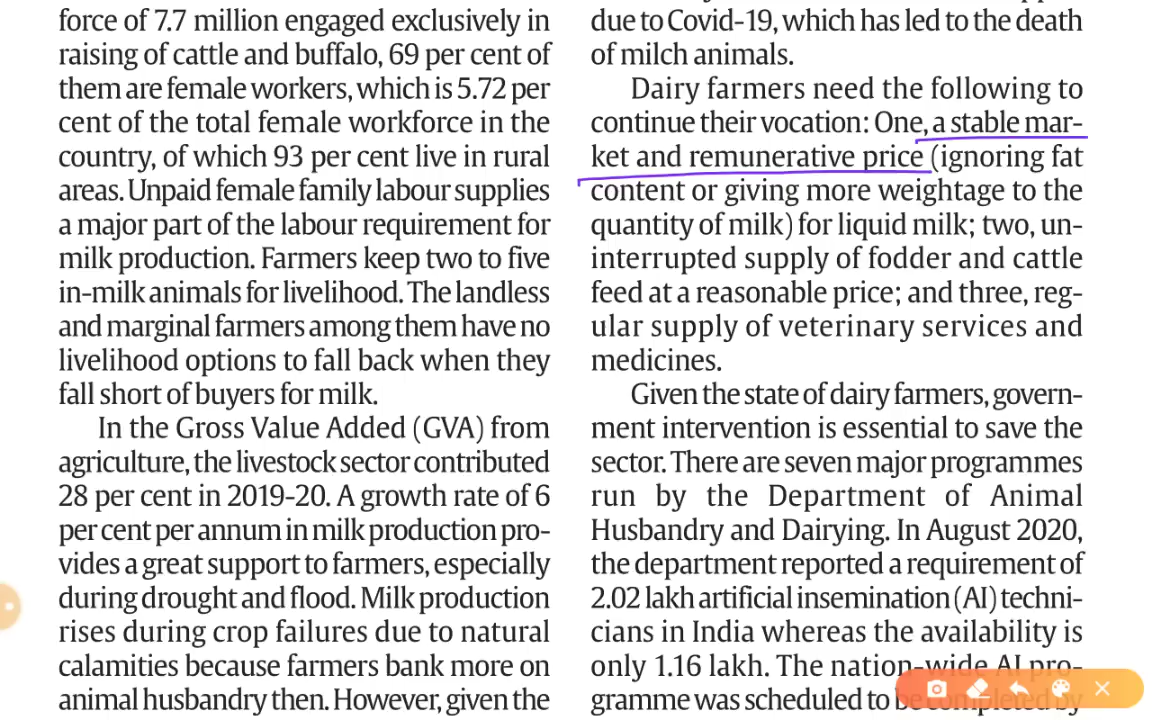 force of 7.7 million engaged exclusively in
raising of cattle and buffalo, 69 per cent of
them are female workers, which is 5.72 per
cent of the total female workforce in the
country, of which 93 per cent live in rural
areas. Unpaid female family labour supplies
a major part of the labour requirement for
milk production. Farmers keep two to five
in-milk animals for livelihood. The landless
and marginal farmers among them have no
livelihood options to fall back when they
fall short of buyers for milk.
In the Gross Value Added (GVA) from
agriculture, the livestock sector contributed
28 per cent in 2019-20. A growth rate of 6
per cent per annum in milk production pro-
vides a great support to farmers, especially
during drought and flood. Milk production
rises during crop failures due to natural
calamities because farmers bank more on
animal husbandry then. However, given the
due to Covid-19, which has led to the death
of milch animals.
Dairy farmers need the following to
continue their vocation: One, a stable mar-
ket and remunerative price (ignoring fat
content or giving more weightage to the
quantity of milk) for liquid milk; two, un-
interrupted supply of fodder and cattle
feed at a reasonable price; and three, reg-
ular supply of veterinary services and
medicines.
Given the state of dairy farmers, govern-
ment intervention is essential to save the
sector. There are seven major programmes
run by the Department of Animal
Husbandry and Dairying. In August 2020,
the department reported a requirement of
2.02 lakh artificial insemination (AI) techni-
cians in India whereas the availability is
only 1.16 lakh. The nation-wide AI pro-
gramme was scheduled to be completed by